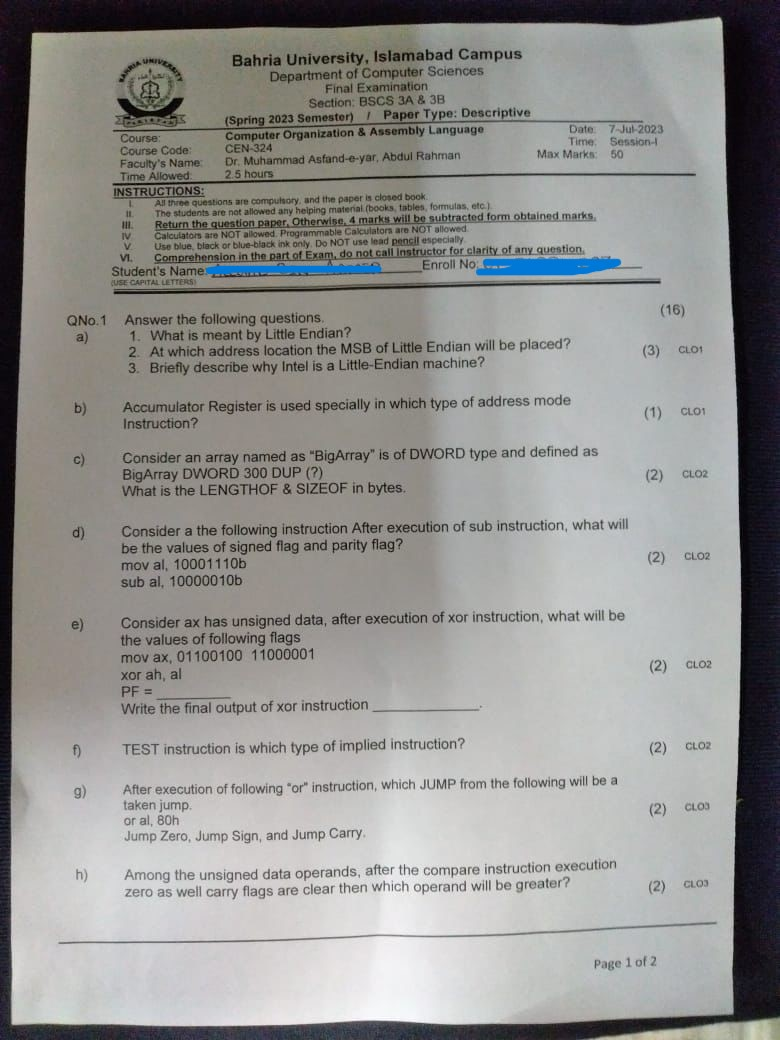 BAHRIA UNIVERSITY
PAKISTAN
Bahria University, Islamabad Campus
Department of Computer Sciences
Final Examination
Section: BSCS 3A & 3B
(Spring 2023 Semester) / Paper Type: Descriptive
Course: Computer Organization & Assembly Language Date: 7-Jul-2023
Course Code: CEN-324 Time: Session-I
Faculty's Name: Dr. Muhammad Asfand-e-yar, Abdul Rahman Max Marks: 50
Time Allowed: 2.5 hours
INSTRUCTIONS:
I. All three questions are compulsory, and the paper is closed book.
II. The students are not allowed any helping material (books, tables, formulas, etc.).
III. Return the question paper, Otherwise, 4 marks will be subtracted form obtained marks.
IV. Calculators are NOT allowed. Programmable Calculators are NOT allowed.
V. Use blue, black or blue-black ink only. Do NOT use lead pencil especially.
VI. Comprehension in the part of Exam, do not call Instructor for clarity of any question.
Student's Name: Enroll No:
(USE CAPITAL LETTERS)
QNo.1 Answer the following questions. (16)
a) 1. What is meant by Little Endian?
2. At which address location the MSB of Little Endian will be placed? (3) CLO1
3. Briefly describe why Intel is a Little-Endian machine?
b) Accumulator Register is used specially in which type of address mode
Instruction? (1) CLO1
c) Consider an array named as “BigArray” is of DWORD type and defined as
BigArray DWORD 300 DUP (?) (2) CLO2
What is the LENGTHOF & SIZEOF in bytes.
d) Consider a the following instruction After execution of sub instruction, what will
be the values of signed flag and parity flag? (2) CLO2
mov al, 10001110b
sub al, 10000010b
e) Consider ax has unsigned data, after execution of xor instruction, what will be
the values of following flags
mov ax, 01100100 11000001 (2) CLO2
xor ah, al
PF = ________
Write the final output of xor instruction ____________.
f) TEST instruction is which type of implied instruction? (2) CLO2
g) After execution of following “or” instruction, which JUMP from the following will be a
taken jump. (2) CLO3
or al, 80h
Jump Zero, Jump Sign, and Jump Carry.
h) Among the unsigned data operands, after the compare instruction execution
zero as well carry flags are clear then which operand will be greater? (2) CLO3
Page 1 of 2